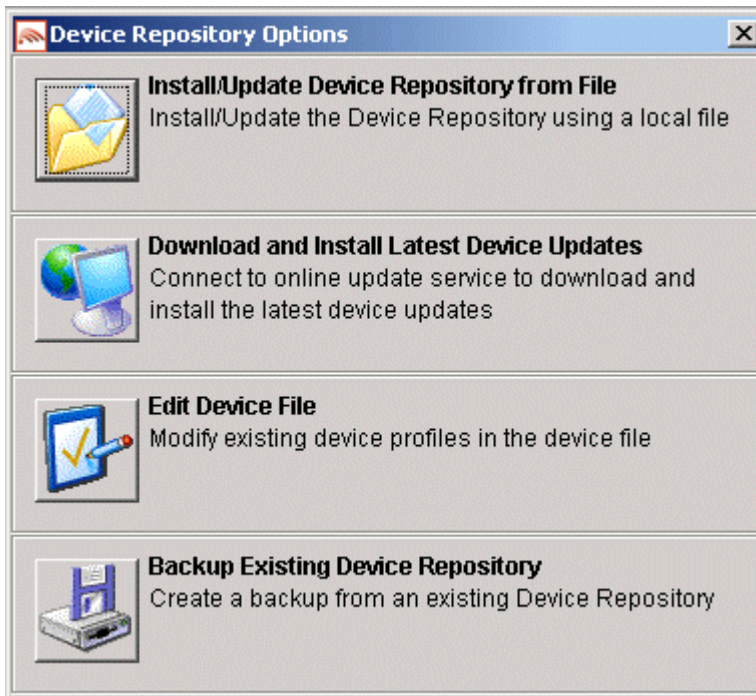 Device Repository Options
Install/Update Device Repository from File
Install/Update the Device Repository using a local file
Download and Install Latest Device Updates
Connect to online update service to download and
install the latest device updates
Edit Device File
Modify existing device profiles in the device file
Backup Existing Device Repository
Create a backup from an existing Device Repository